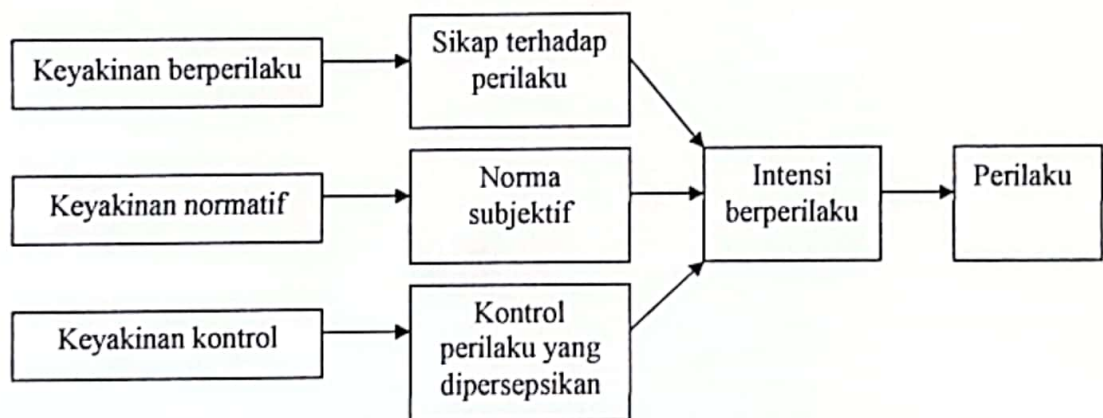 Keyakinan berperilaku
Sikap terhadap
perilaku
Keyakinan normatif
Norma
subjektif
Keyakinan kontrol
Kontrol
perilaku yang
dipersepsikan
Intensi
berperilaku
Perilaku